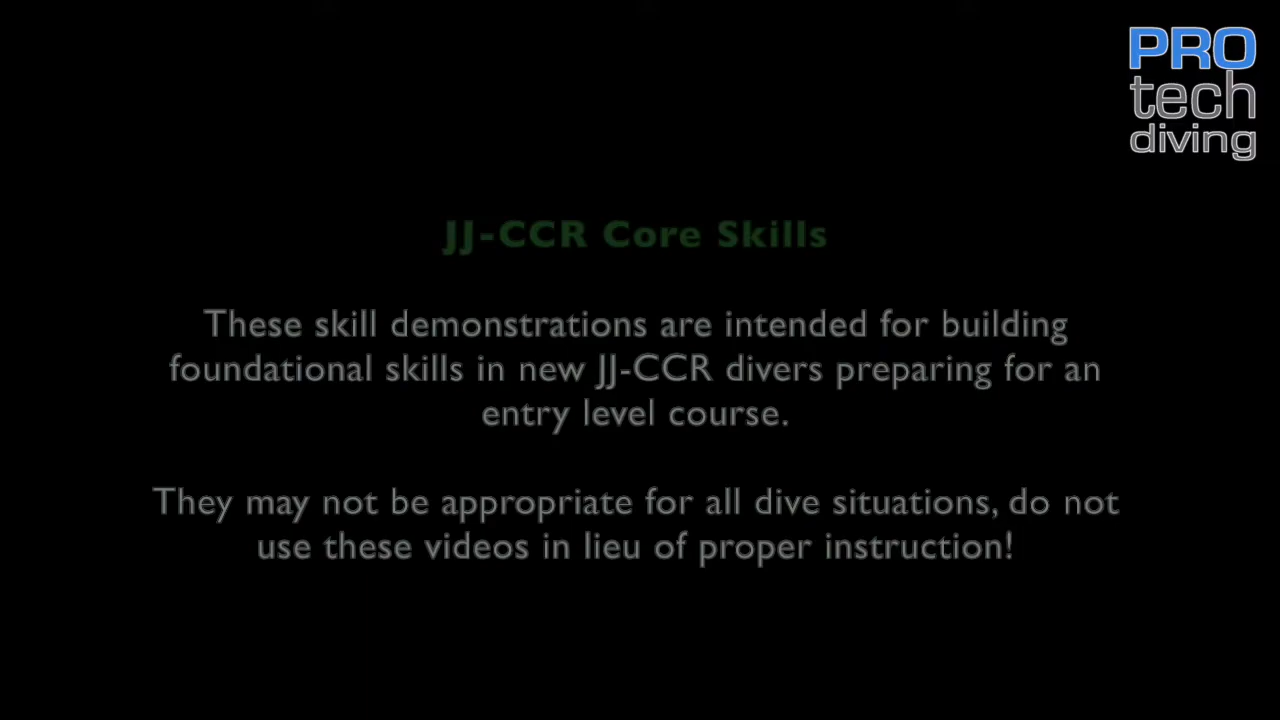 PRO
tech
diving
JJ-CCR Core Skills
These skill demonstrations are intended for building
foundational skills in new JJ-CCR divers preparing for an
entry level course.
They may not be appropriate for all dive situations, do not
use these videos in lieu of proper instruction!